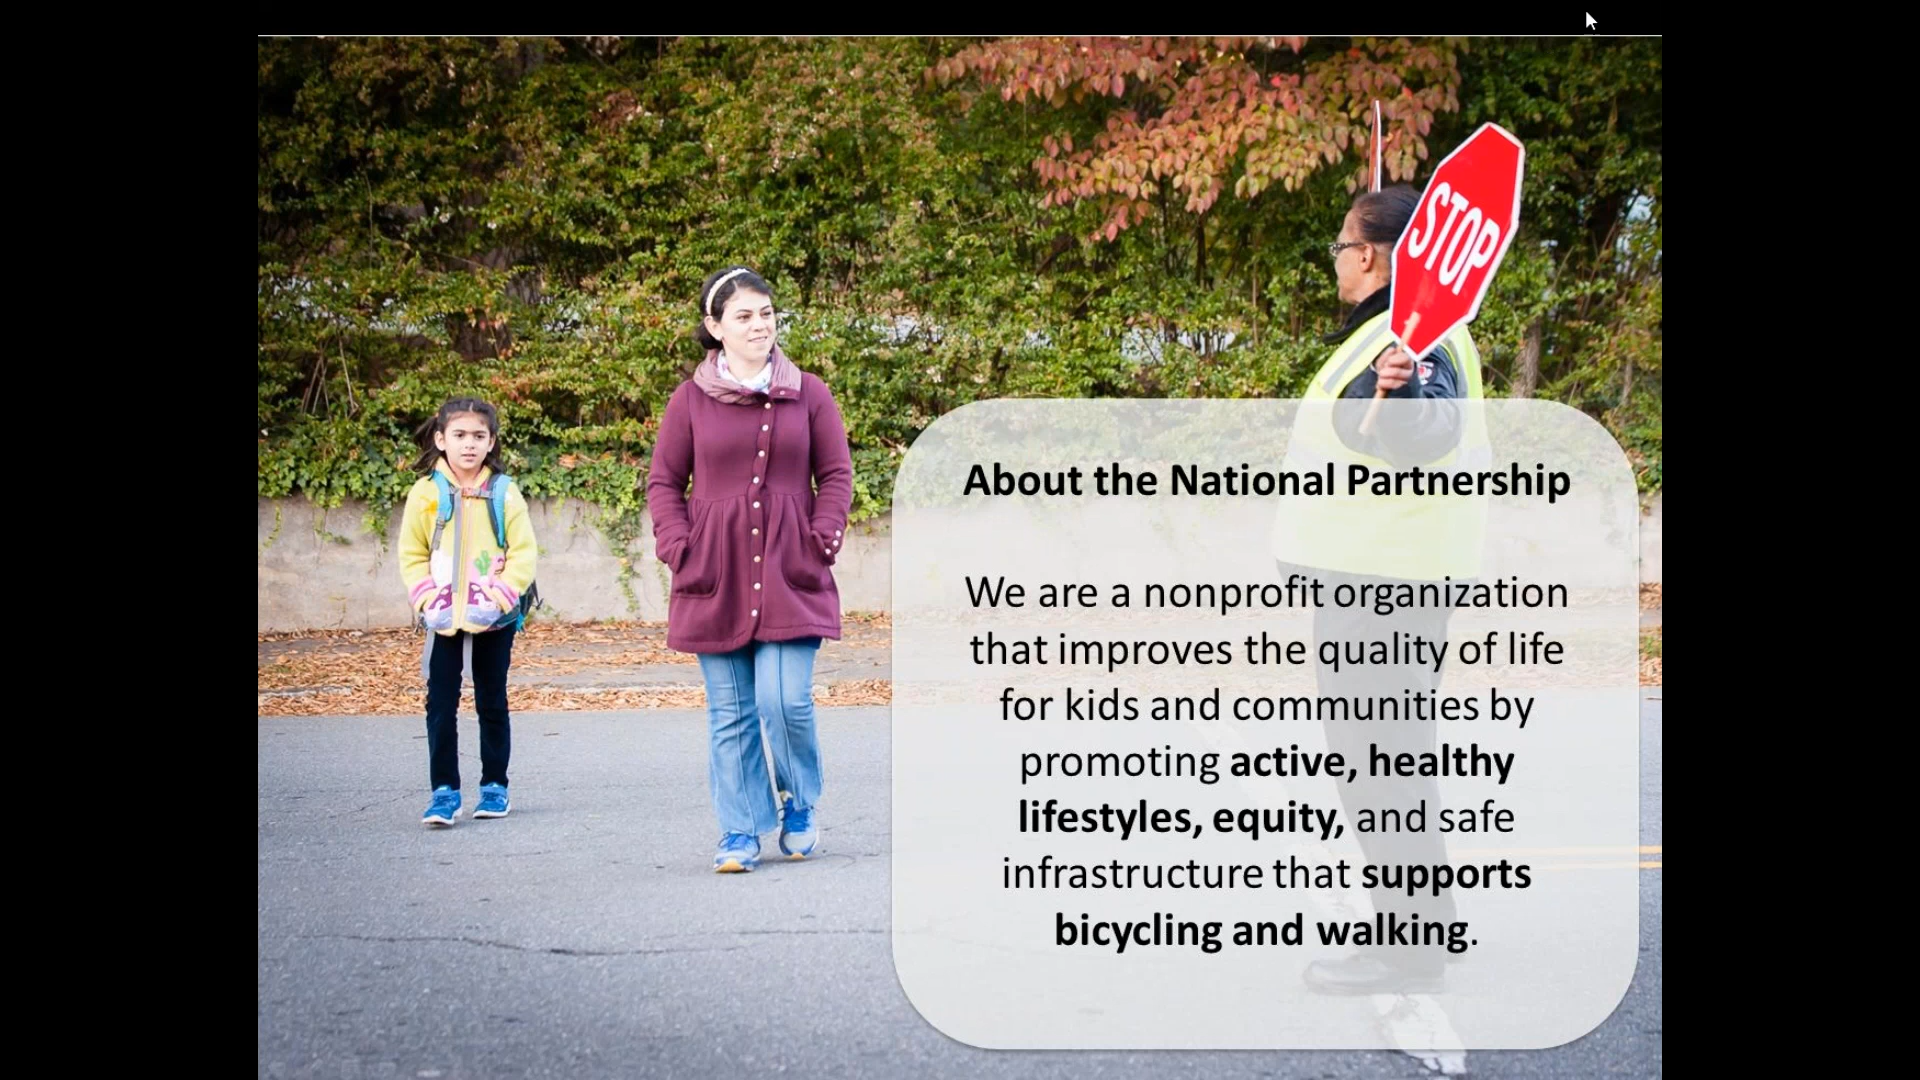 STOP
About the National Partnership
We are a nonprofit organization
that improves the quality of life
for kids and communities by
promoting active, healthy
lifestyles, equity, and safe
infrastructure that supports
bicycling and walking.